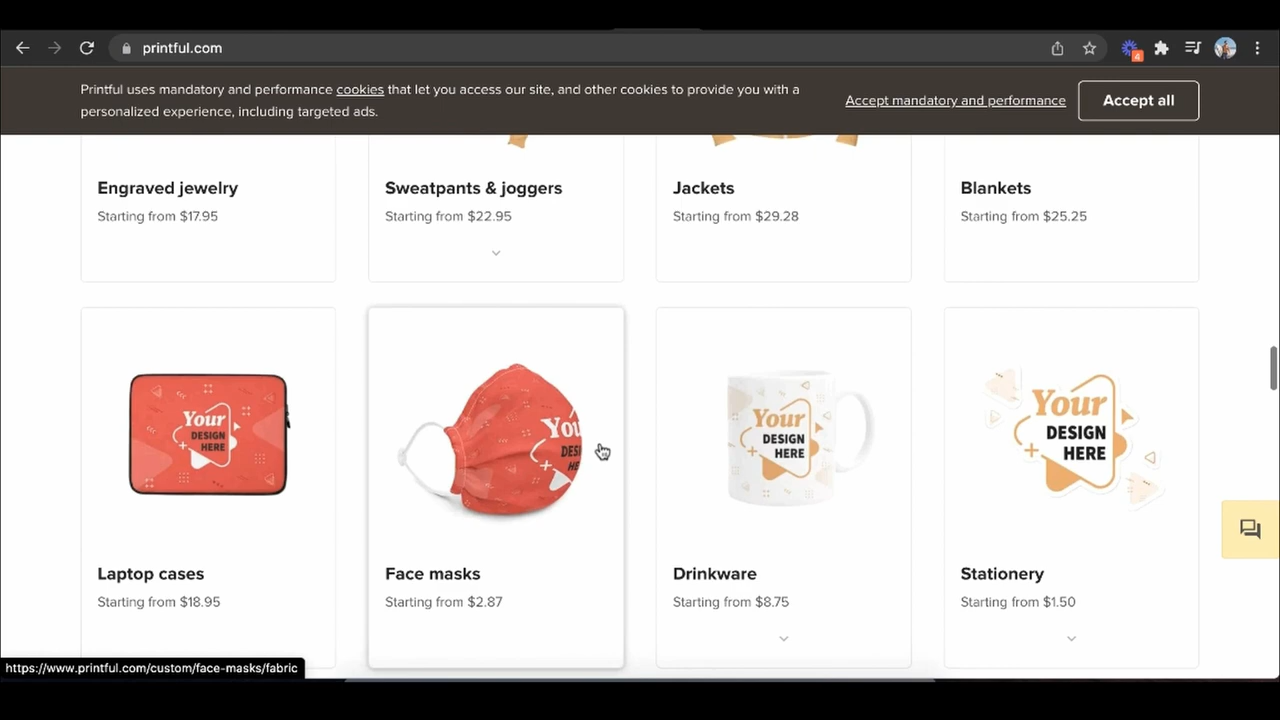 printful.com
4
Printful uses mandatory and performance cookies that let you access our site, and other cookies to provide you with a
personalized experience, including targeted ads.
Accept mandatory and performance
Accept all
Engraved jewelry
Starting from $17.95
Sweatpants & joggers
Starting from $22.95
Jackets
Starting from $29.28
Blankets
Starting from $25.25
Your
DESIGN
HERE
Laptop cases
Starting from $18.95
You
DES
HE
Face masks
Starting from $2.87
Your
DESIGN
HERE
Drinkware
Starting from $8.75
Your
DESIGN
HERE
Stationery
Starting from $1.50
https://www.printful.com/custom/face-masks/fabric